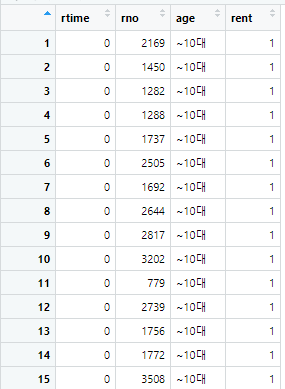 rtime rno age rent
1 0 2169 ~10대 1
2 0 1450 ~10대 1
3 0 1282 ~10대 1
4 0 1288 ~10대 1
5 0 1737 ~10대 1
6 0 2505 ~10대 1
7 0 1692 ~10대 1
8 0 2644 ~10대 1
9 0 2817 ~10대 1
10 0 3202 ~10대 1
11 0 779 ~10대 1
12 0 2739 ~10대 1
13 0 1756 ~10대 1
14 0 1772 ~10대 1
15 0 3508 ~10대 1